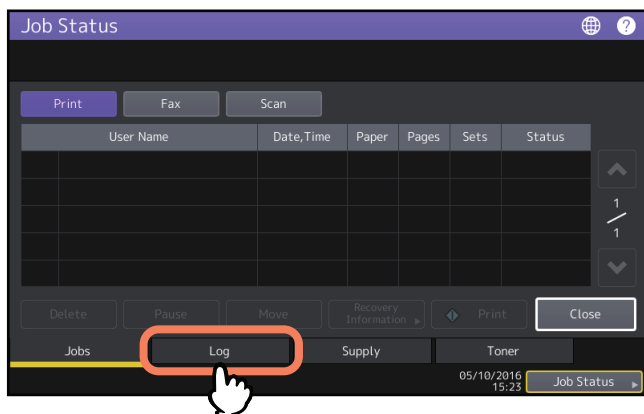 Job Status
?
Print Fax Scan
User Name Date,Time Paper Pages Sets Status
1
1
Delete Pause Move Recovery Information Print Close
Jobs Log Supply Toner
05/10/2016
15:23
Job Status